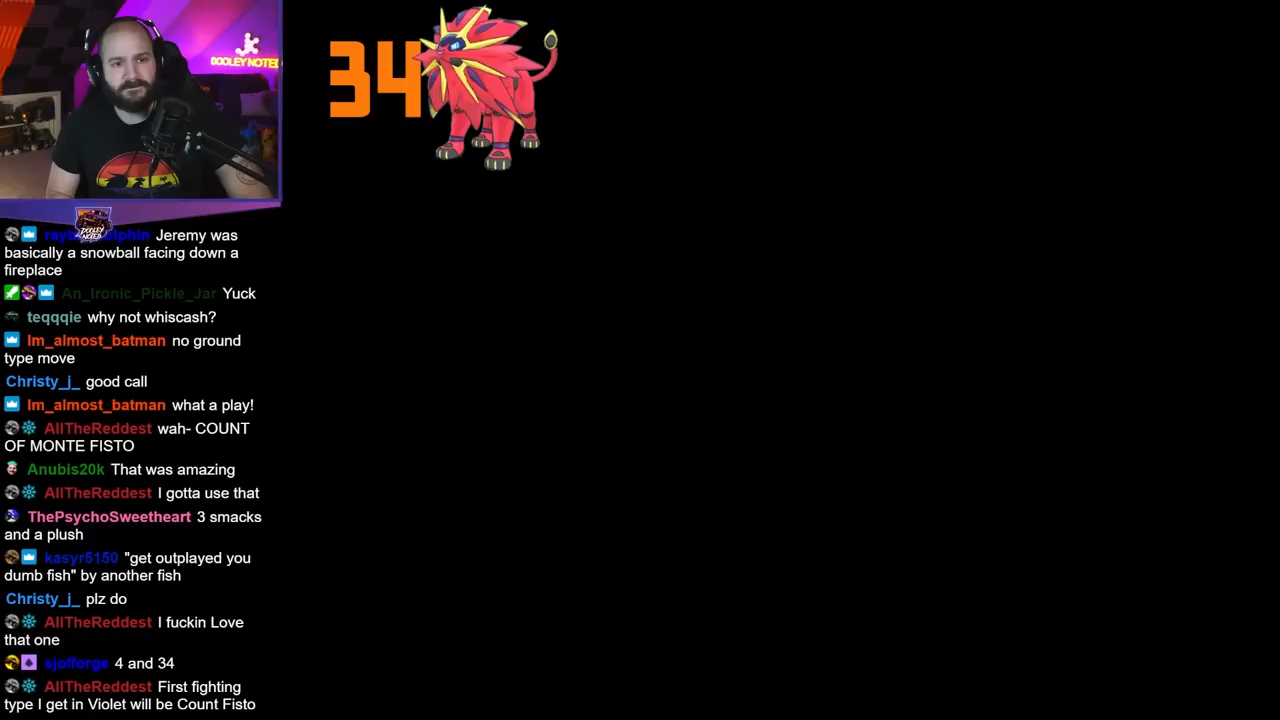 34
DOOLEY NOTED
DOOLEY NOTED
Jeremy was
basically a snowball facing down a
fireplace
An_Ironic_Pickle_Jar Yuck
teqqqie why not whiscash?
Im_almost_batman no ground
type move
Christy_j_ good call
Im_almost_batman what a play!
AllTheReddest wah- COUNT
OF MONTE FISTO
Anubis20k That was amazing
AllTheReddest I gotta use that
ThePsychoSweetheart 3 smacks
and a plush
kasyr5150 "get outplayed you
dumb fish" by another fish
Christy_j_ plz do
AllTheReddest I fuckin Love
that one
sjolforge 4 and 34
AllTheReddest First fighting
type I get in Violet will be Count Fisto